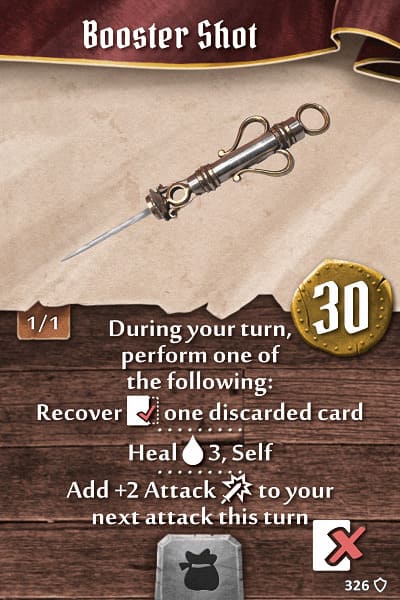 Booster Shot
30
1/1
During your turn,
perform one of
the following:
Recover one discarded card
Heal 3, Self
Add +2 Attack to your
next attack this turn
326